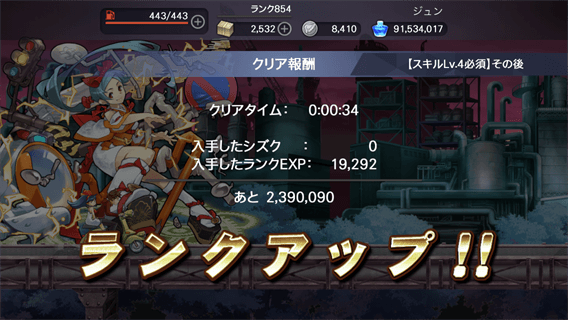 ランク854
443/443
2,532
8,410
ジュン
91,534,017
クリア報酬
【スキルLv.4必須】その後
クリアタイム： 0:00:34
入手したシズク ： 0
入手したランクEXP： 19,292
あと 2,390,090
ランクアップ!!